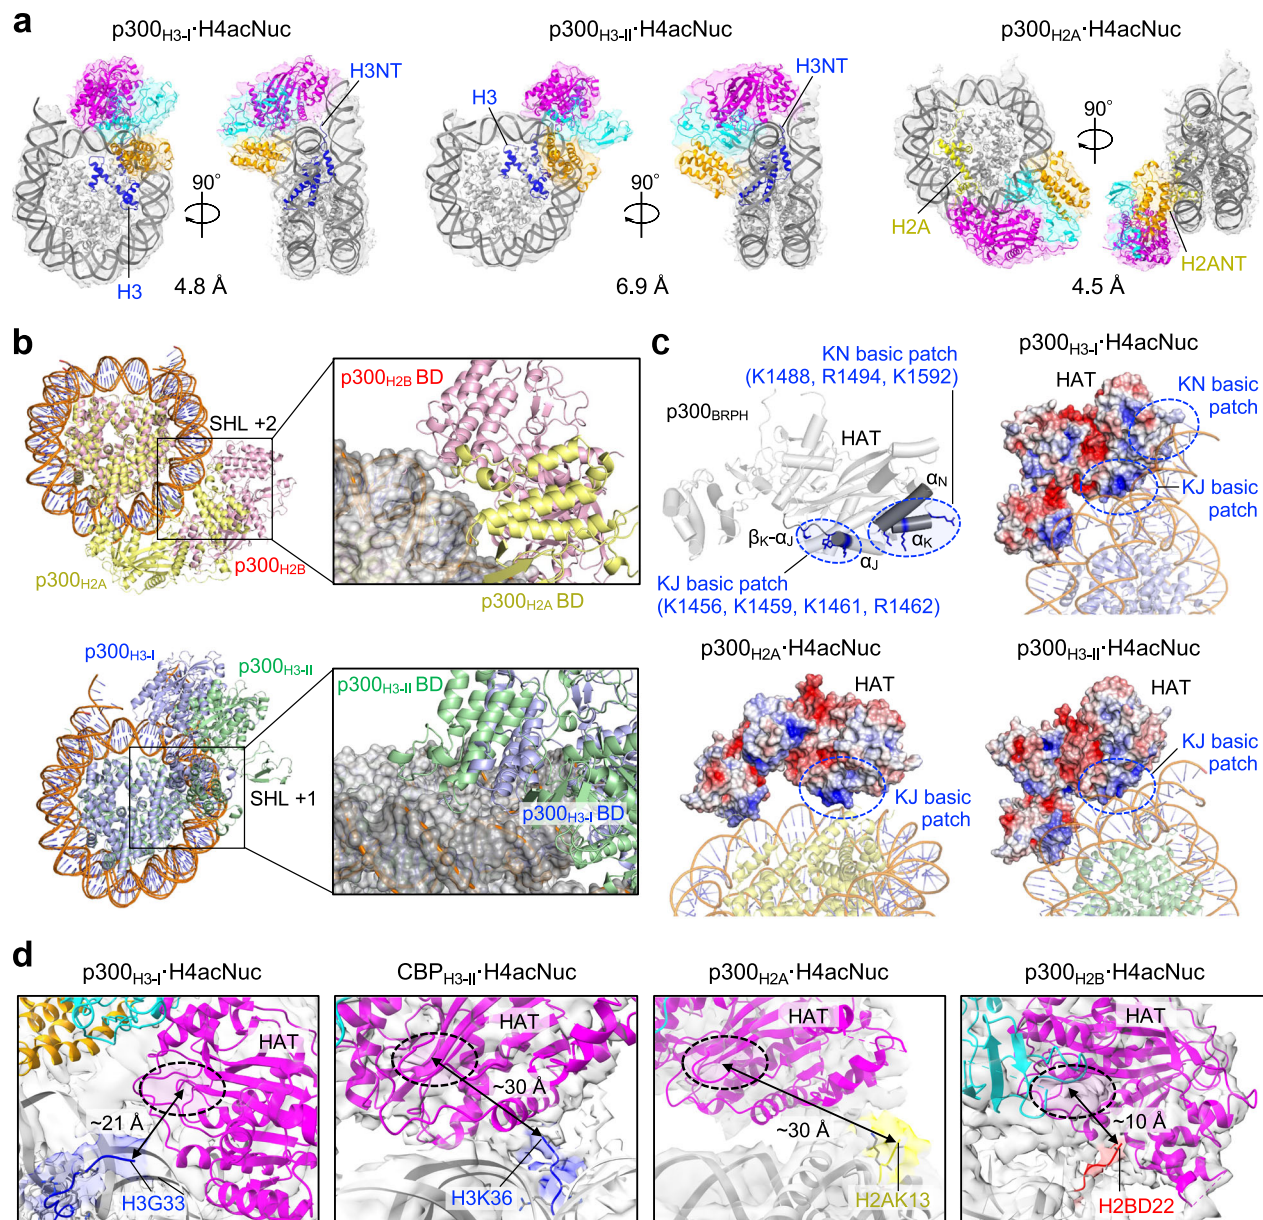 a
p300H3-I·H4acNuc
p300H3-II·H4acNuc
p300H2A·H4acNuc
H3NT
H3
90°
4.8 Å
H3
H3NT
90°
6.9 Å
90°
H2A
H2ANT
4.5 Å
b
SHL +2
p300H2A
p300H2B
p300H2B BD
p300H2A BD
p300H3-I
p300H3-II
SHL +1
p300H3-II BD
p300H3-I BD
c
KN basic patch
(K1488, R1494, K1592)
p300BRPH
HAT
αN
αK
βK-αJ
αJ
KJ basic patch
(K1456, K1459, K1461, R1462)
p300H3-I·H4acNuc
HAT
KN basic
patch
KJ basic
patch
p300H2A·H4acNuc
HAT
KJ basic
patch
p300H3-II·H4acNuc
HAT
KJ basic
patch
d
p300H3-I·H4acNuc
HAT
~21 Å
H3G33
CBPH3-II·H4acNuc
HAT
~30 Å
H3K36
p300H2A·H4acNuc
HAT
~30 Å
H2AK13
p300H2B·H4acNuc
HAT
~10 Å
H2BD22